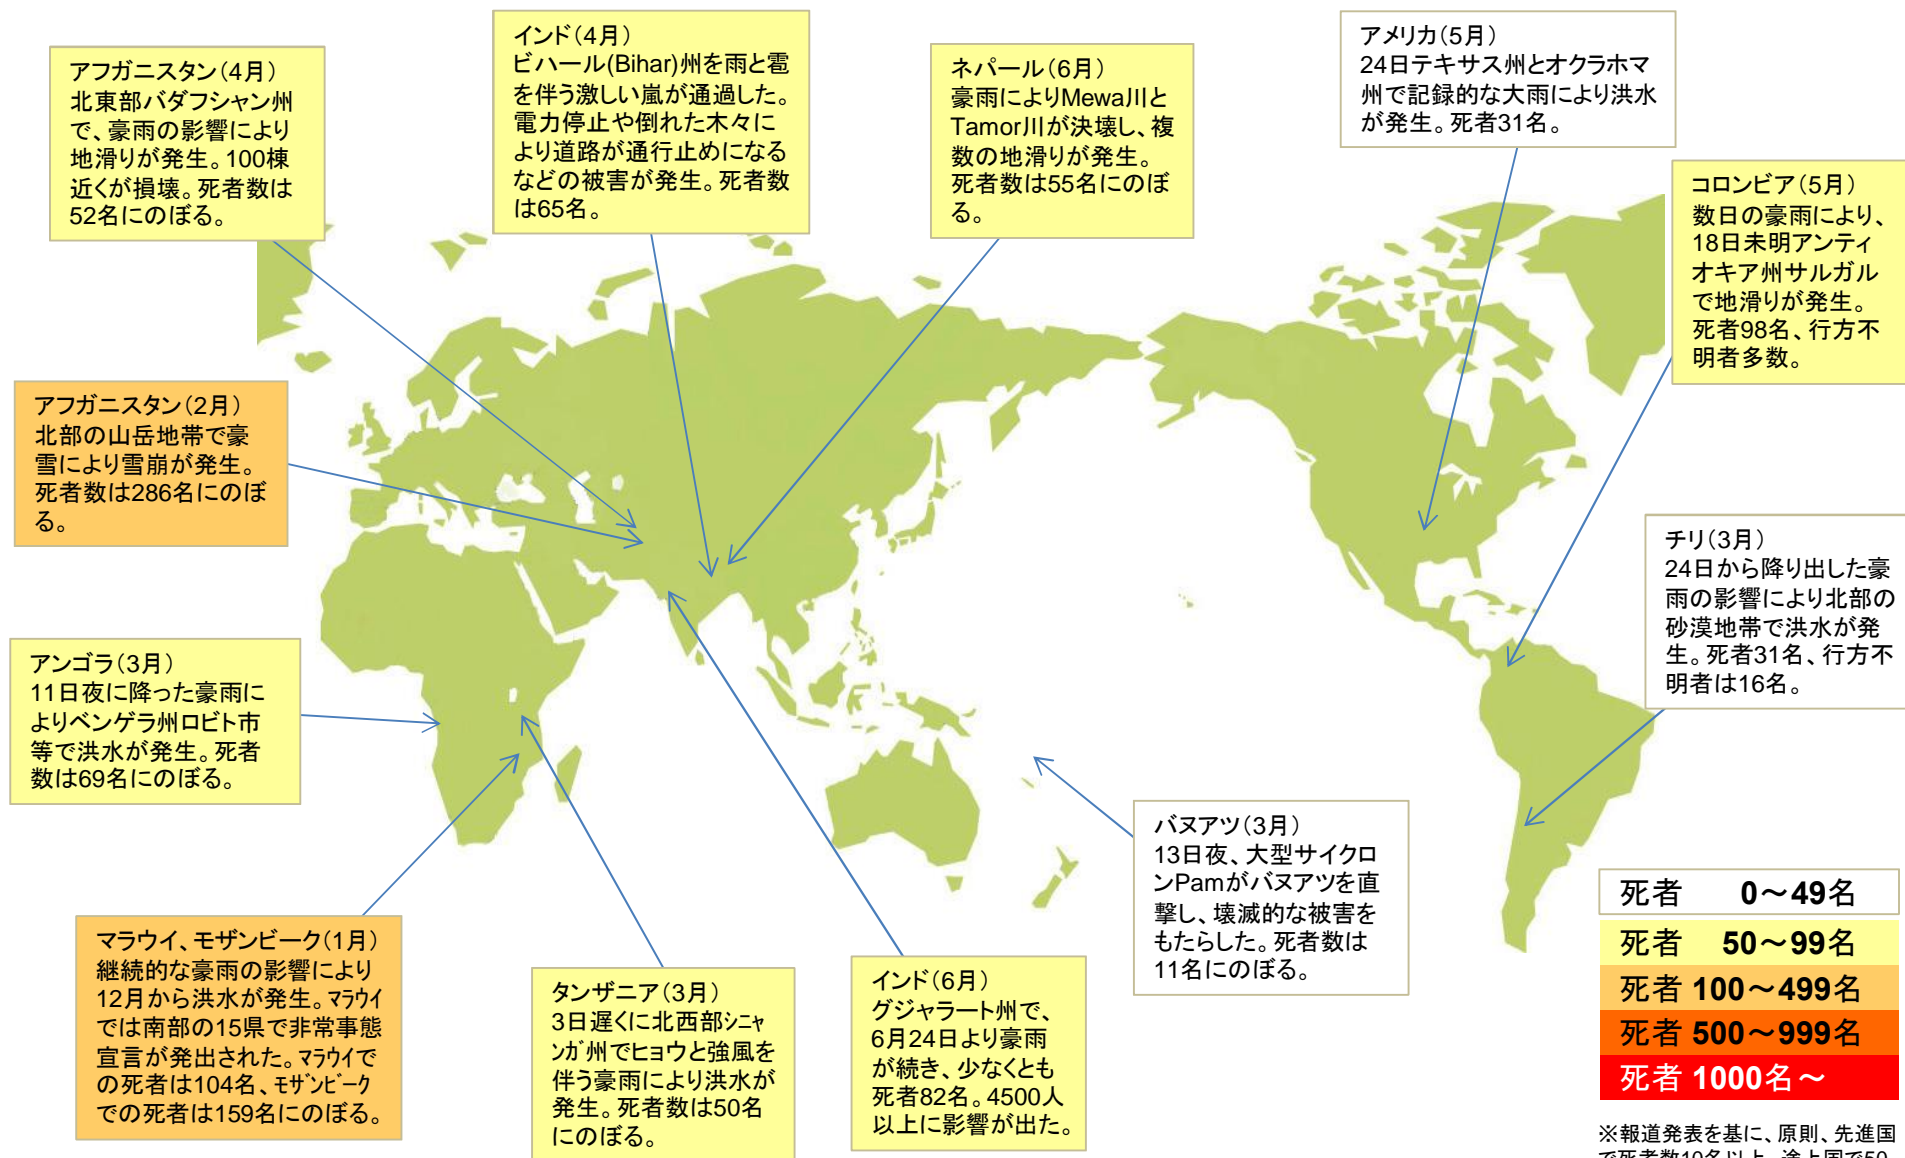 アフガニスタン(4月)
北東部バダフシャン州
で、豪雨の影響により
地滑りが発生。100棟
近くが損壊。死者数は
52名にのぼる。
インド(4月)
ビハール(Bihar)州を雨と雹
を伴う激しい嵐が通過した。
電力停止や倒れた木々に
より道路が通行止めになる
などの被害が発生。死者数
は65名。
ネパール(6月)
豪雨によりMewa川と
Tamor川が決壊し、複
数の地滑りが発生。
死者数は55名にのぼ
る。
アメリカ(5月)
24日テキサス州とオクラホマ
州で記録的な大雨により洪水
が発生。死者31名。
コロンビア(5月)
数日の豪雨により、
18日未明アンティ
オキア州サルガル
で地滑りが発生。
死者98名、行方不
明者多数。
アフガニスタン(2月)
北部の山岳地帯で豪
雪により雪崩が発生。
死者数は286名にのぼ
る。
チリ(3月)
24日から降り出した豪
雨の影響により北部の
砂漠地帯で洪水が発
生。死者31名、行方不
明者は16名。
アンゴラ(3月)
11日夜に降った豪雨に
よりベンゲラ州ロビト市
等で洪水が発生。死者
数は69名にのぼる。
バヌアツ(3月)
13日夜、大型サイクロ
ンPamがバヌアツを直
撃し、壊滅的な被害を
もたらした。死者数は
11名にのぼる。
マラウイ、モザンビーク(1月)
継続的な豪雨の影響により
12月から洪水が発生。マラウイ
では南部の15県で非常事態
宣言が発出された。マラウイで
の死者は104名、モザンビーク
での死者は159名にのぼる。
タンザニア(3月)
3日遅くに北西部シニャ
ンガ州でヒョウと強風を
伴う豪雨により洪水が
発生。死者数は50名
にのぼる。
インド(6月)
グジャラート州で、
6月24日より豪雨
が続き、少なくとも
死者82名。4500人
以上に影響が出た。
死者 0～49名
死者 50～99名
死者 100～499名
死者 500～999名
死者 1000名～
※報道発表を基に、原則、先進国
で死者数10名以上、途上国で50